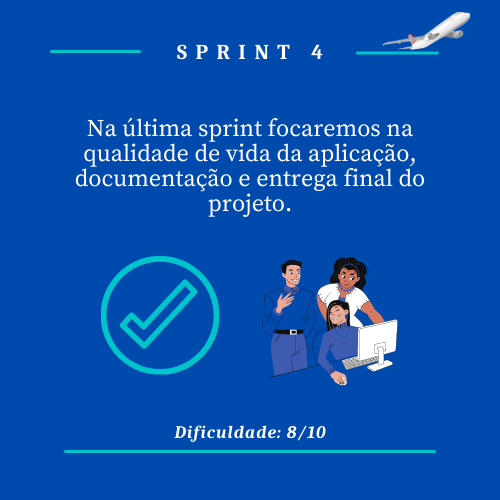 SPRINT 4
Na última sprint focaremos na
qualidade de vida da aplicação,
documentação e entrega final do
projeto.
Dificuldade: 8/10